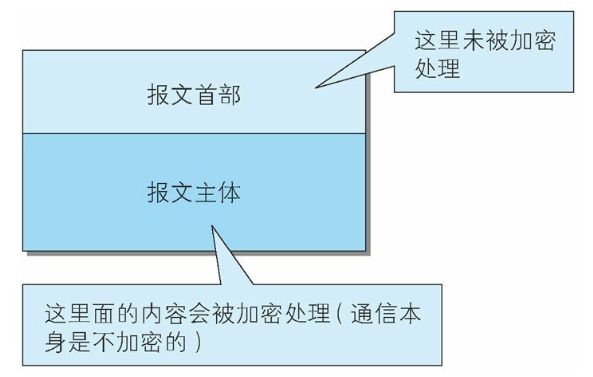 这里未被加密
处理
报文首部
报文主体
这里面的内容会被加密处理（通信本
身是不加密的）